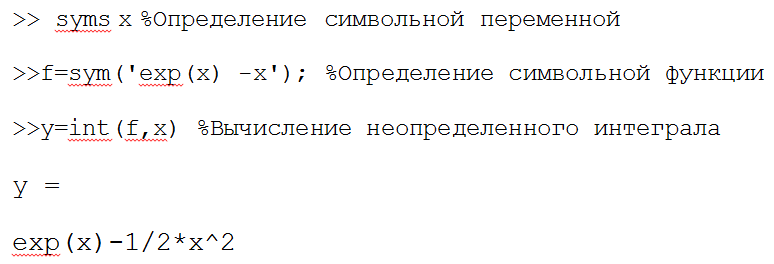 >> syms x %Определение символьной переменной
>>f=sym('exp(x) -x'); %Определение символьной функции
>>y=int(f,x) %Вычисление неопределенного интеграла
y =
exp(x)-1/2*x^2